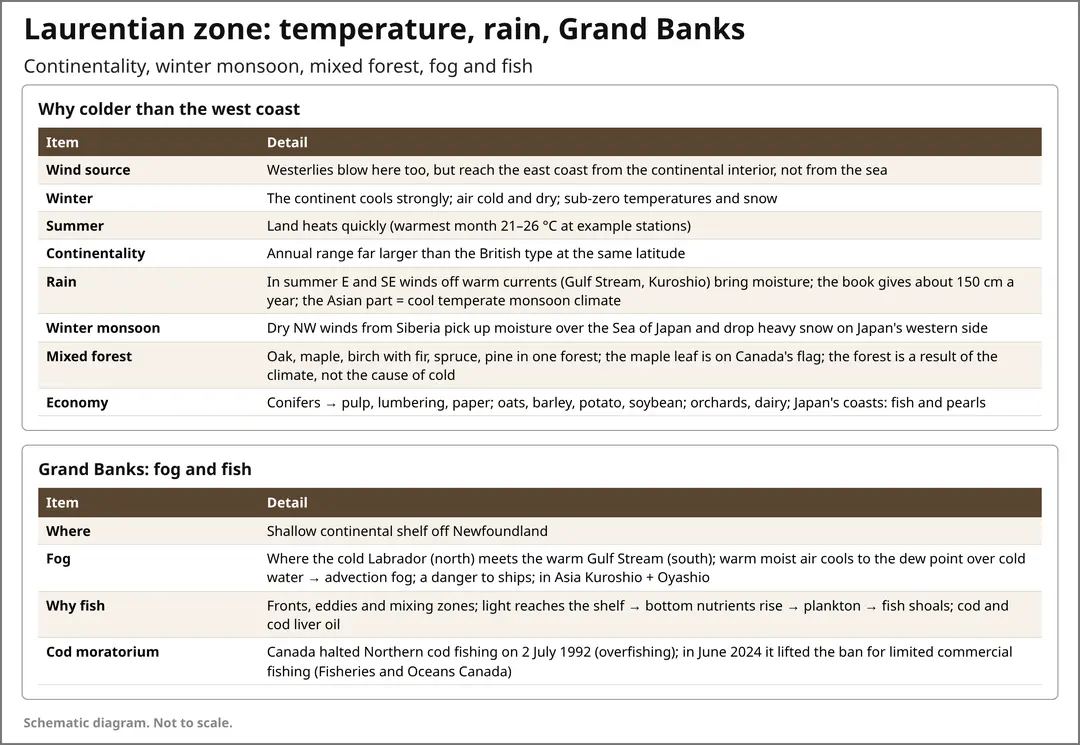 Laurentian zone: temperature, rain, Grand Banks
Continentality, winter monsoon, mixed forest, fog and fish
Why colder than the west coast
Item Detail
Wind source Westerlies blow here too, but reach the east coast from the continental interior, not from the sea
Winter The continent cools strongly; air cold and dry; sub-zero temperatures and snow
Summer Land heats quickly (warmest month 21–26 °C at example stations)
Continentality Annual range far larger than the British type at the same latitude
Rain In summer E and SE winds off warm currents (Gulf Stream, Kuroshio) bring moisture; the book gives about 150 cm a
year; the Asian part = cool temperate monsoon climate
Winter monsoon Dry NW winds from Siberia pick up moisture over the Sea of Japan and drop heavy snow on Japan's western side
Mixed forest Oak, maple, birch with fir, spruce, pine in one forest; the maple leaf is on Canada's flag; the forest is a result of the
climate, not the cause of cold
Economy Conifers → pulp, lumbering, paper; oats, barley, potato, soybean; orchards, dairy; Japan's coasts: fish and pearls
Grand Banks: fog and fish
Item Detail
Where Shallow continental shelf off Newfoundland
Fog Where the cold Labrador (north) meets the warm Gulf Stream (south); warm moist air cools to the dew point over cold
water → advection fog; a danger to ships; in Asia Kuroshio + Oyashio
Why fish Fronts, eddies and mixing zones; light reaches the shelf → bottom nutrients rise → plankton → fish shoals; cod and
cod liver oil
Cod moratorium Canada halted Northern cod fishing on 2 July 1992 (overfishing); in June 2024 it lifted the ban for limited commercial
fishing (Fisheries and Oceans Canada)
Schematic diagram. Not to scale.